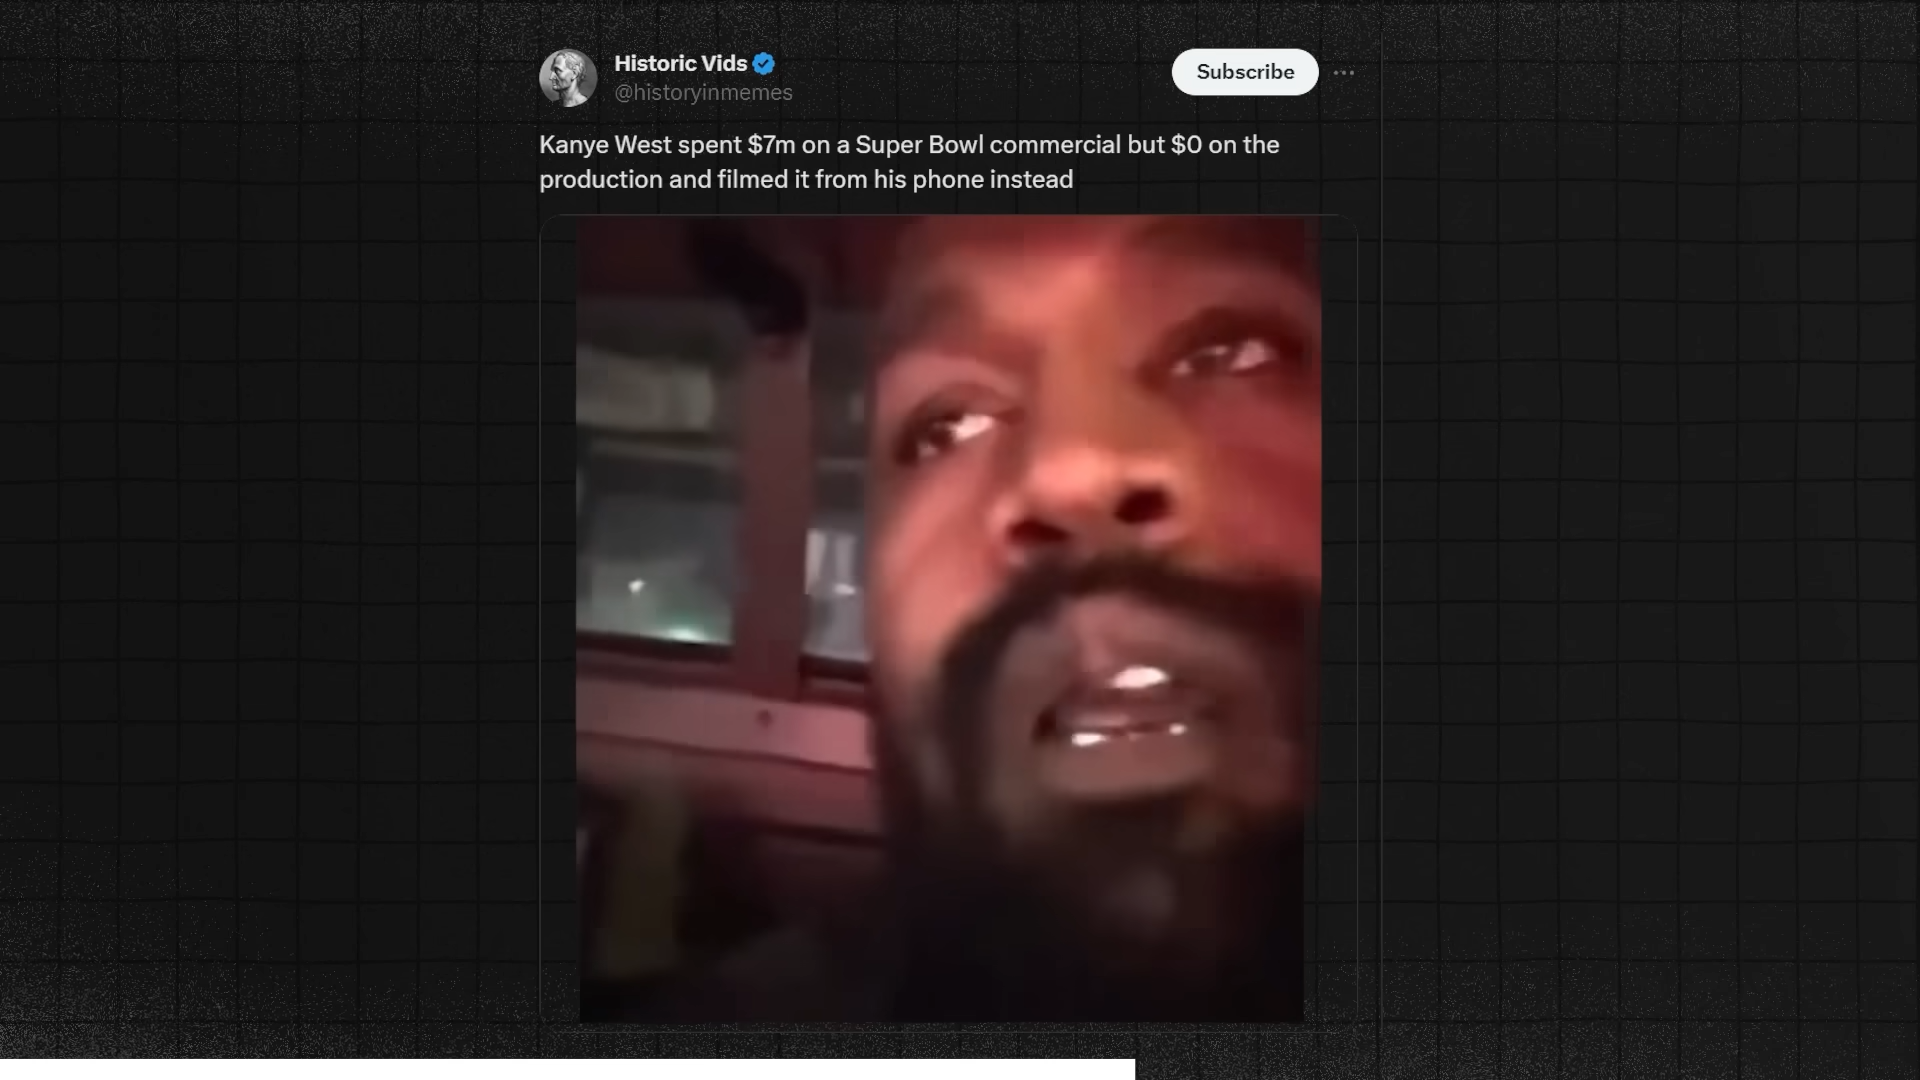 Historic Vids
@historyinmemes
Subscribe
Kanye West spent $7m on a Super Bowl commercial but $0 on the
production and filmed it from his phone instead